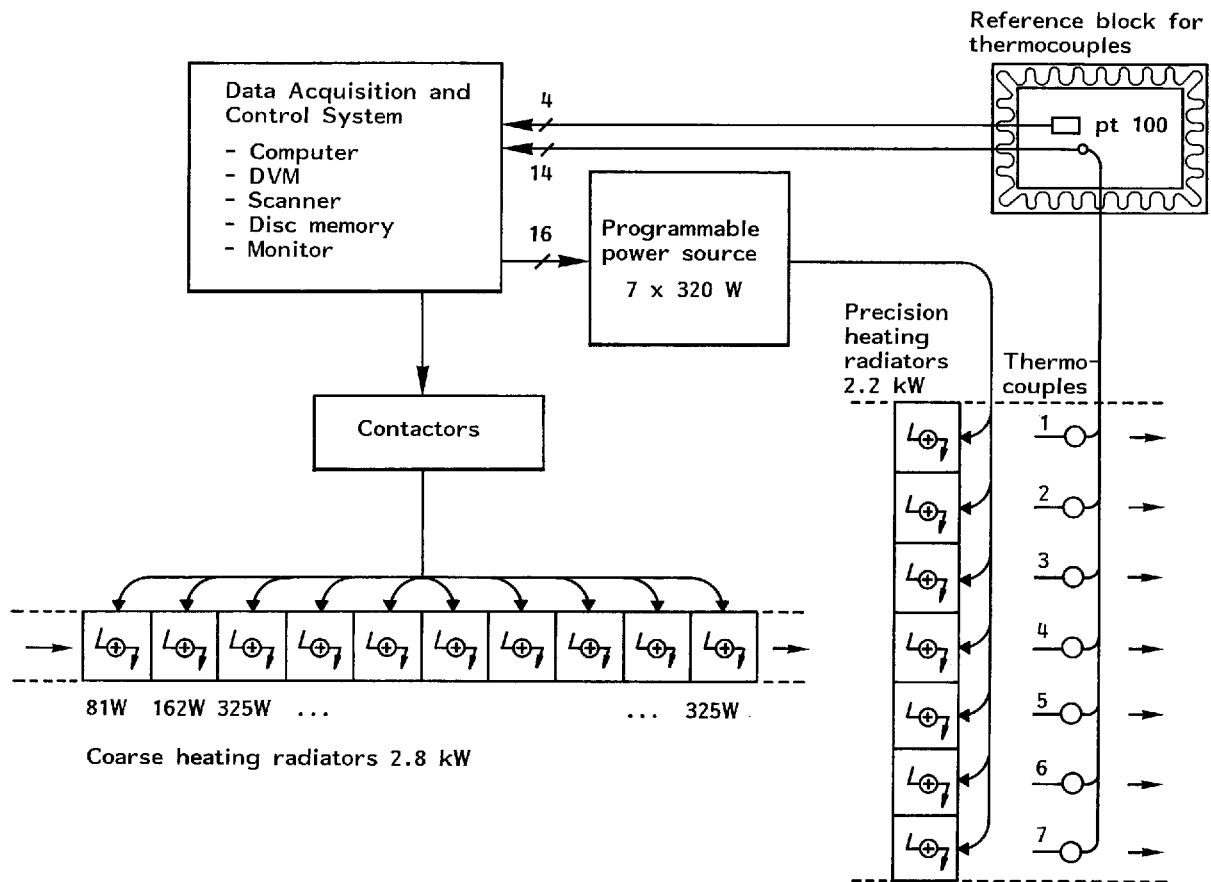 Reference block for
thermocouples
pt 100
Data Acquisition and
Control System
- Computer
- DVM
- Scanner
- Disc memory
- Monitor
4
14
16
Programmable
power source
7 x 320 W
Precision
heating
radiators
2.2 kW
Thermo-
couples
Contactors
1
2
3
4
5
6
7
81W 162W 325W ... ... 325W
Coarse heating radiators 2.8 kW